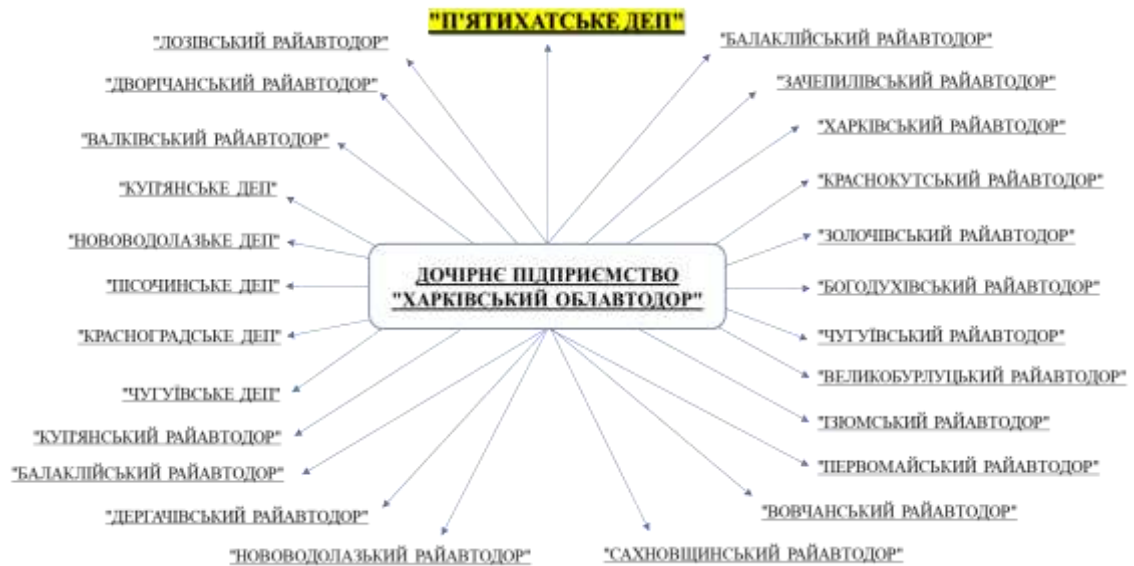 "П'ЯТИХАТСЬКЕ ДЕП"
"ЛОЗІВСЬКИЙ РАЙАВТОДОР"
"БАЛАКЛІЙСЬКИЙ РАЙАВТОДОР"
"ДВОРІЧАНСЬКИЙ РАЙАВТОДОР"
"ЗАЧЕПИЛІВСЬКИЙ РАЙАВТОДОР"
"ВАЛКІВСЬКИЙ РАЙАВТОДОР"
"ХАРКІВСЬКИЙ РАЙАВТОДОР"
"КУП'ЯНСЬКЕ ДЕП"
"КРАСНОКУТСЬКИЙ РАЙАВТОДОР"
"НОВОВОДОЛАЗЬКЕ ДЕП"
"ЗОЛОЧІВСЬКИЙ РАЙАВТОДОР"
ДОЧІРНЄ ПІДПРИЄМСТВО
"ХАРКІВСЬКИЙ ОБЛАВТОДОР"
"ПІСОЧИНСЬКЕ ДЕП"
"БОГОДУХІВСЬКИЙ РАЙАВТОДОР"
"КРАСНОГРАДСЬКЕ ДЕП"
"ЧУГУЇВСЬКИЙ РАЙАВТОДОР"
"ВЕЛИКОБУРЛУЦЬКИЙ РАЙАВТОДОР"
"ЧУГУЇВСЬКЕ ДЕП"
"ІЗЮМСЬКИЙ РАЙАВТОДОР"
"КУП'ЯНСЬКИЙ РАЙАВТОДОР"
"ПЕРВОМАЙСЬКИЙ РАЙАВТОДОР"
"БАЛАКЛІЙСЬКИЙ РАЙАВТОДОР"
"ВОВЧАНСЬКИЙ РАЙАВТОДОР"
"ДЕРГАЧІВСЬКИЙ РАЙАВТОДОР"
"НОВОВОДОЛАЗЬКИЙ РАЙАВТОДОР"
"САХНОВЩИНСЬКИЙ РАЙАВТОДОР"